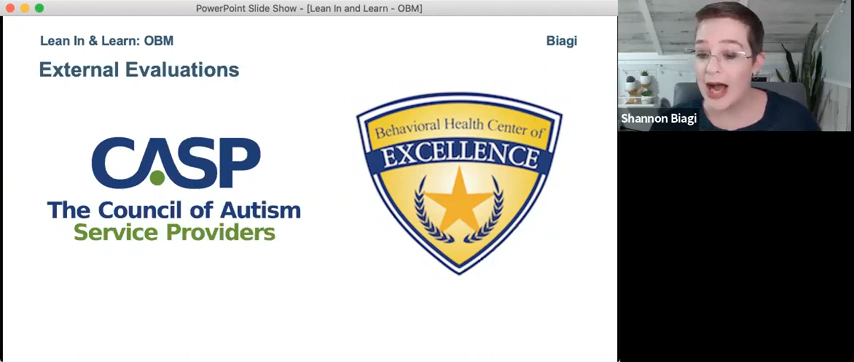 PowerPoint Slide Show - [Lean In and Learn - OBM]
Lean In & Learn: OBM
Biagi
External Evaluations
CASP
The Council of Autism
Service Providers
Behavioral Health Center of
EXCELLENCE
Shannon Biagi